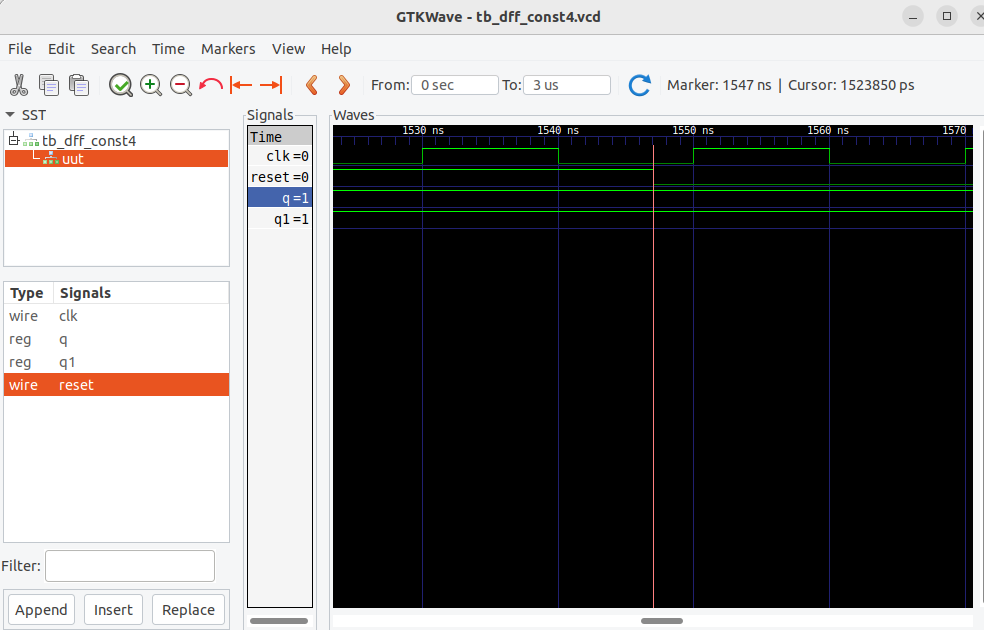 GTKWave - tb_dff_const4.vcd
File Edit Search Time Markers View Help
From: 0 sec To: 3 us Marker: 1547 ns | Cursor: 1523850 ps
SST
tb_dff_const4
uut
Type Signals
wire clk
reg q
reg q1
wire reset
Filter:
Append Insert Replace
Signals
Time
clk=0
reset=0
q=1
q1=1
Waves
1530 ns 1540 ns 1550 ns 1560 ns 1570